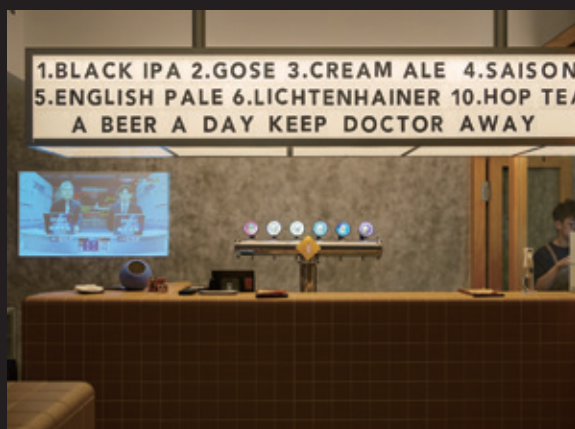 1.BLACK IPA 2.GOSE 3.CREAM ALE 4.SAISON
5.ENGLISH PALE 6.LICHTENHAINER 10.HOP TEA
A BEER A DAY KEEP DOCTOR AWAY